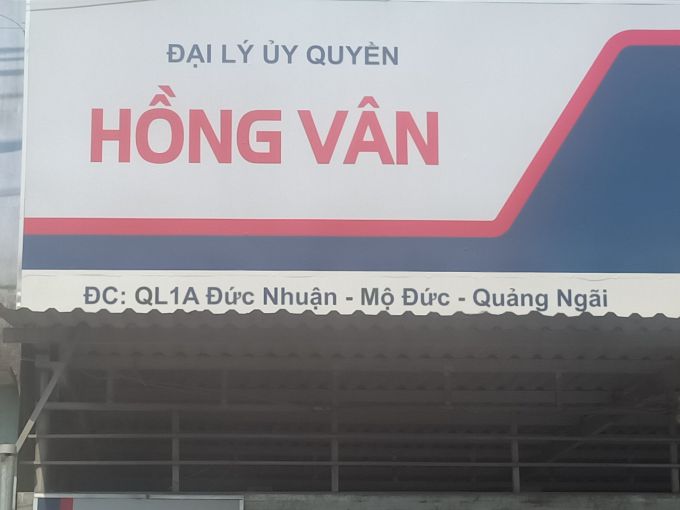 ĐẠI LÝ ỦY QUYỀN
HỒNG VÂN
ĐC: QL1A Đức Nhuận - Mộ Đức - Quảng Ngãi